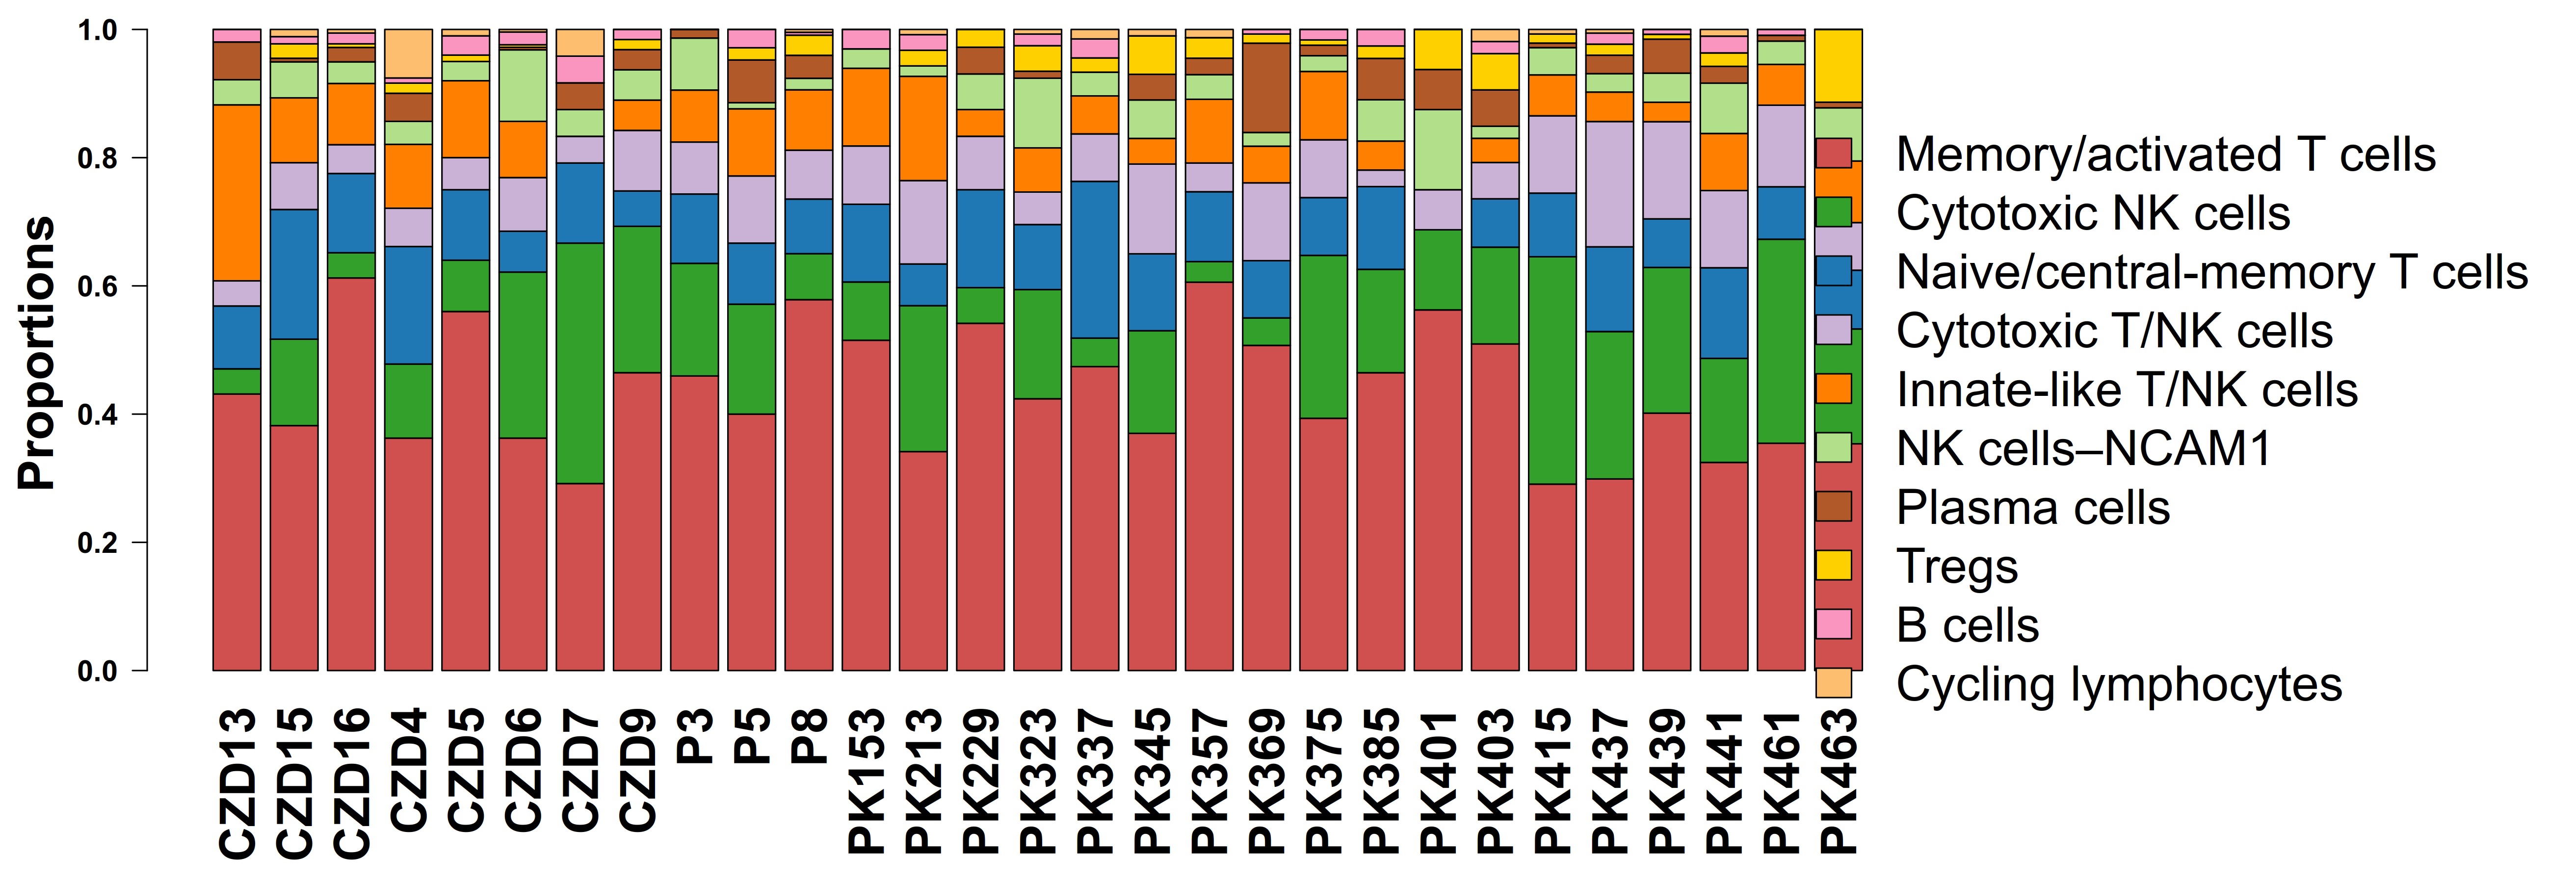 Proportions
1.0
0.8
0.6
0.4
0.2
0.0
CZD13
CZD15
CZD16
CZD4
CZD5
CZD6
CZD7
CZD9
P3
P5
P8
PK153
PK213
PK229
PK323
PK337
PK345
PK357
PK369
PK375
PK385
PK401
PK403
PK415
PK437
PK439
PK441
PK461
PK463
Memory/activated T cells
Cytotoxic NK cells
Naive/central-memory T cells
Cytotoxic T/NK cells
Innate-like T/NK cells
NK cells–NCAM1
Plasma cells
Tregs
B cells
Cycling lymphocytes